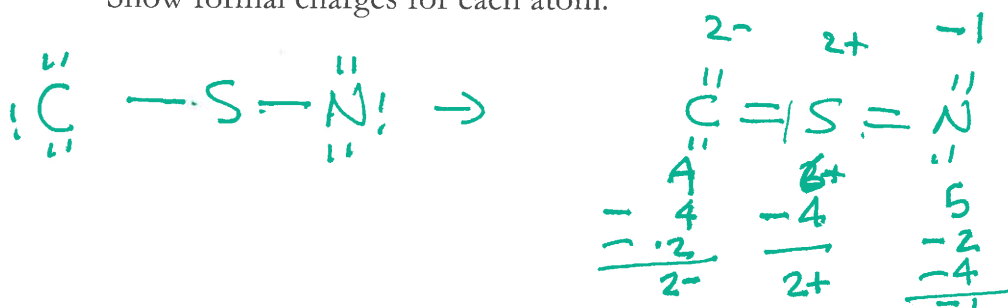 Show formal charges for each atom.
2- 2+ -1
C — S — N → C = S = N
4 6+ 5
- 4 - 4 - 2
- 2 - 4
2- 2+ -1